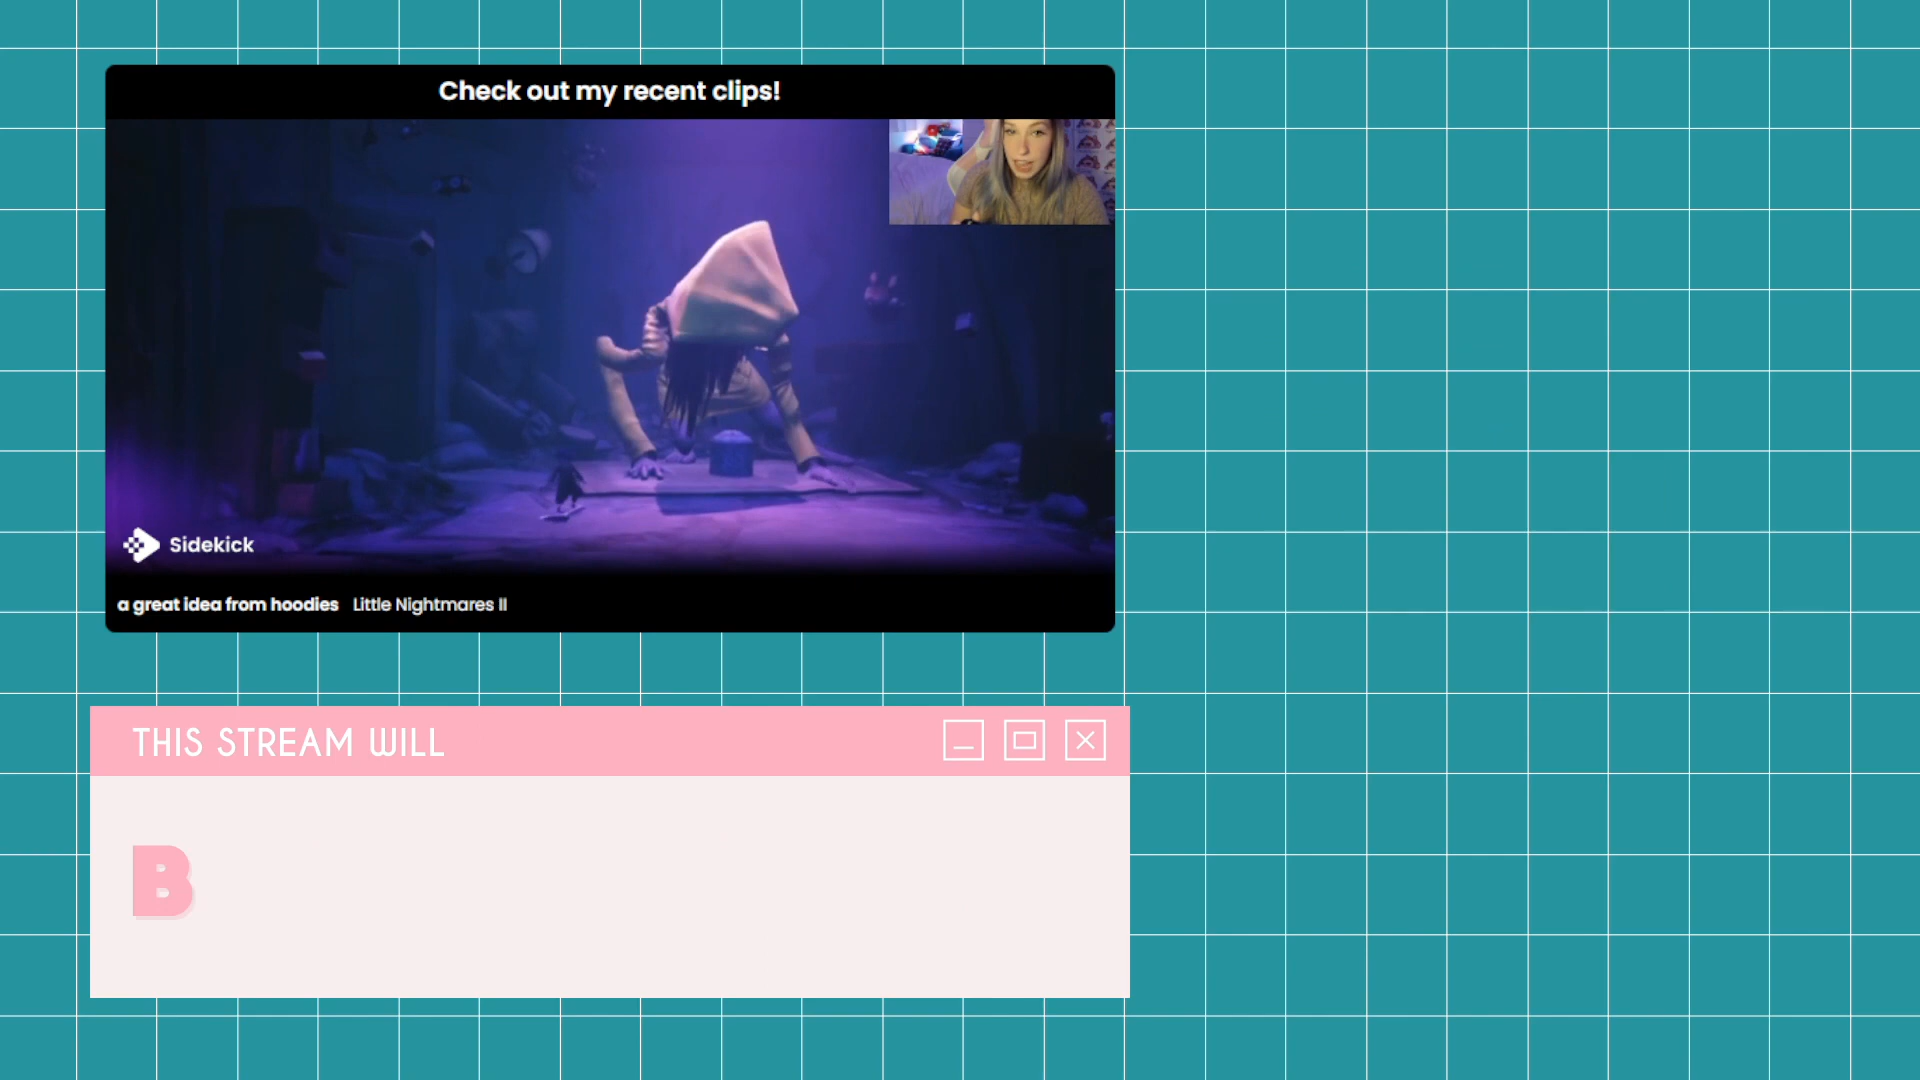 Check out my recent clips!
Sidekick
a great idea from hoodies Little Nightmares II
THIS STREAM WILL
B